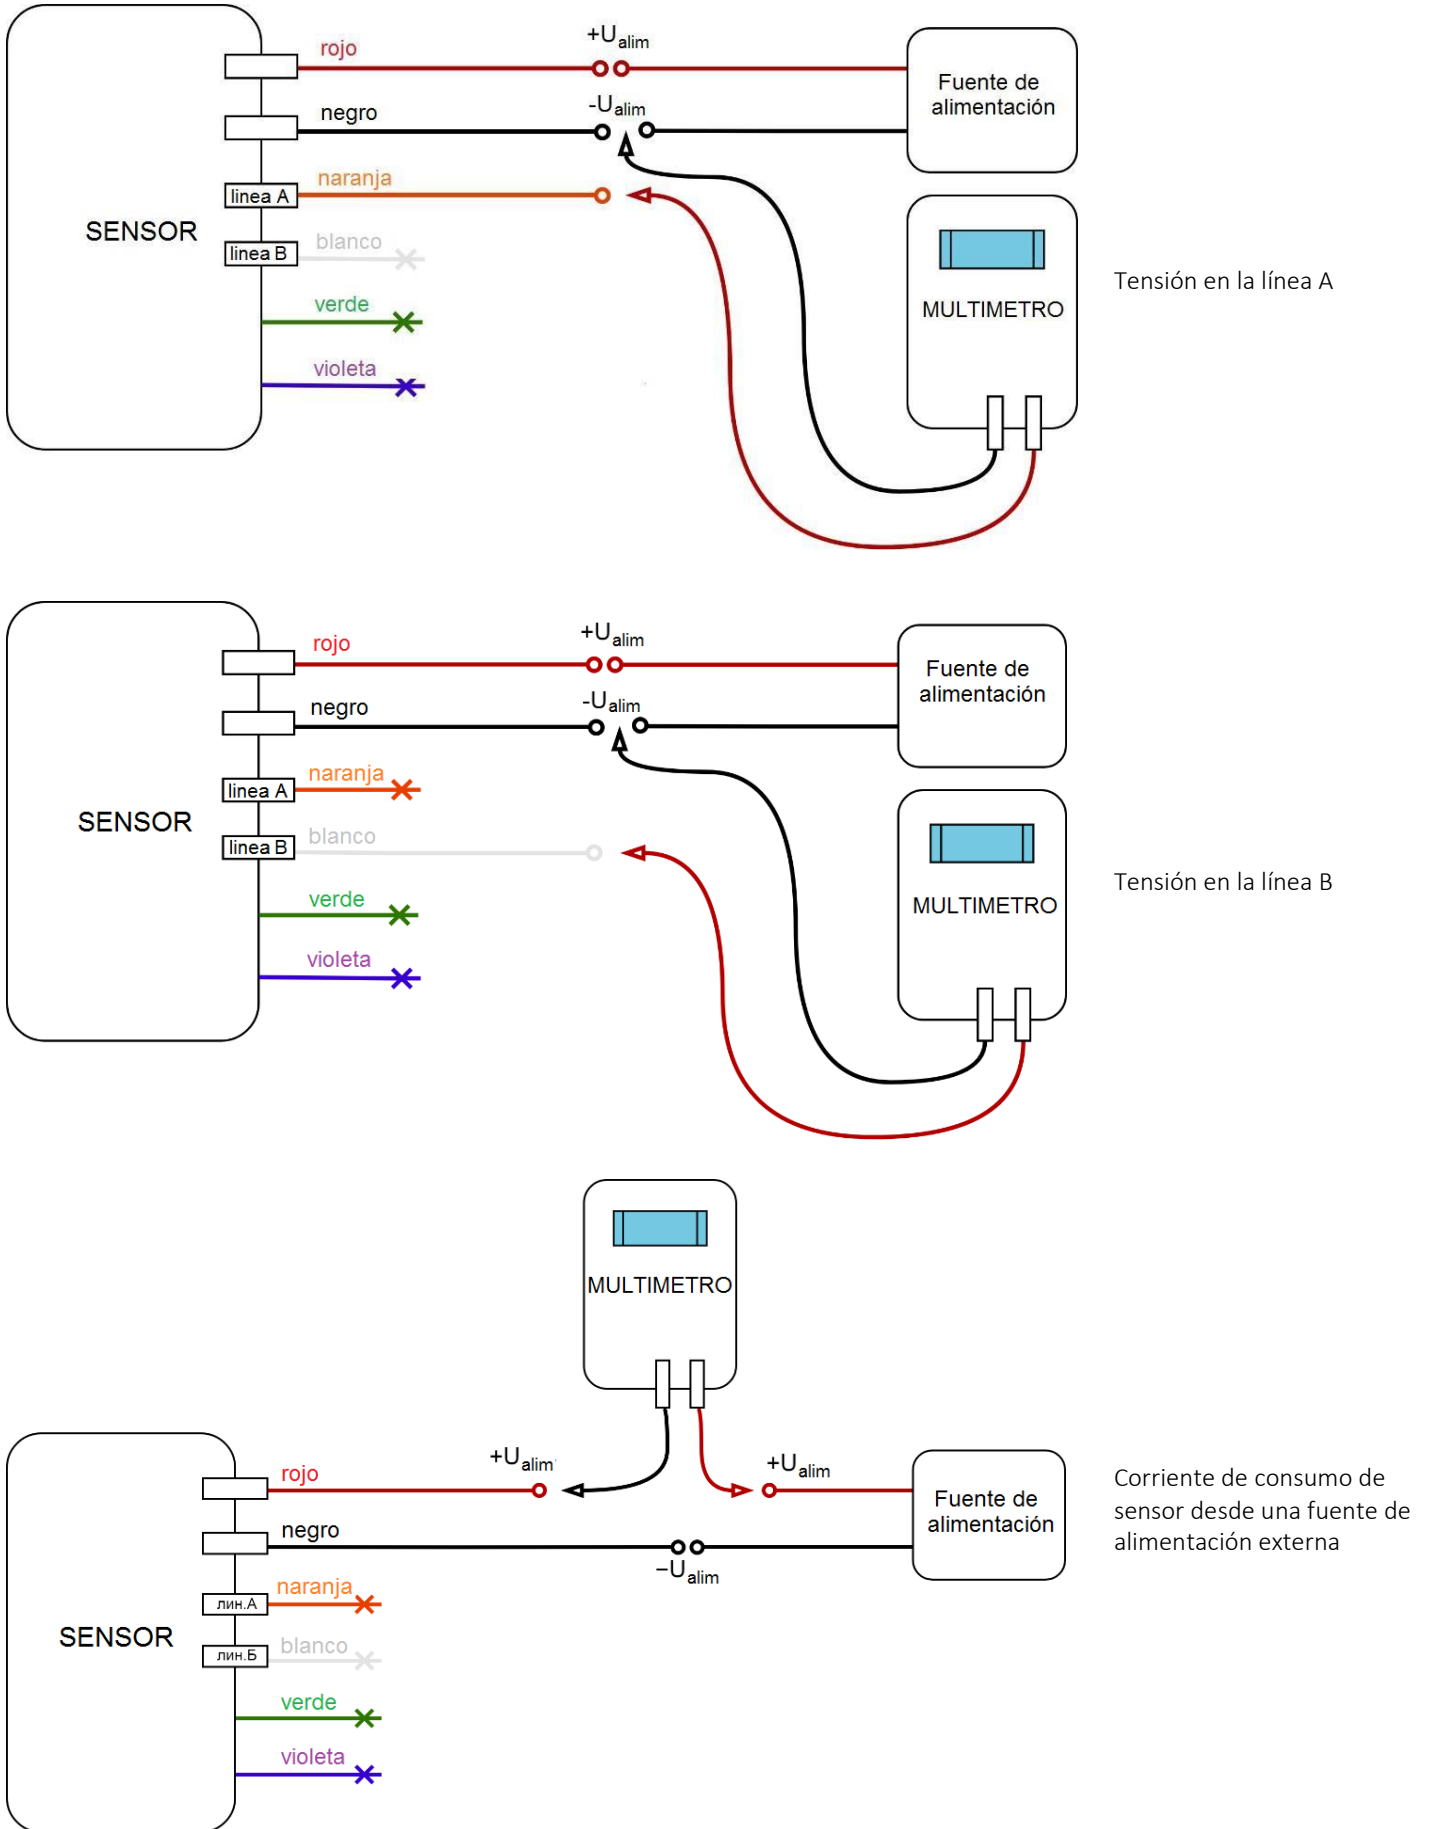 rojo
+Ualim
Fuente de
alimentación
negro
-Ualim
naranja
linea A
SENSOR
blanco
linea B
verde
violeta
MULTIMETRO
Tensión en la línea A
rojo
+Ualim
Fuente de
alimentación
negro
-Ualim
naranja
linea A
SENSOR
blanco
linea B
verde
violeta
MULTIMETRO
Tensión en la línea B
MULTIMETRO
rojo
+Ualim
+Ualim
Fuente de
alimentación
negro
–Ualim
naranja
лин.А
SENSOR
blanco
лин.Б
verde
violeta
Corriente de consumo de
sensor desde una fuente de
alimentación externa